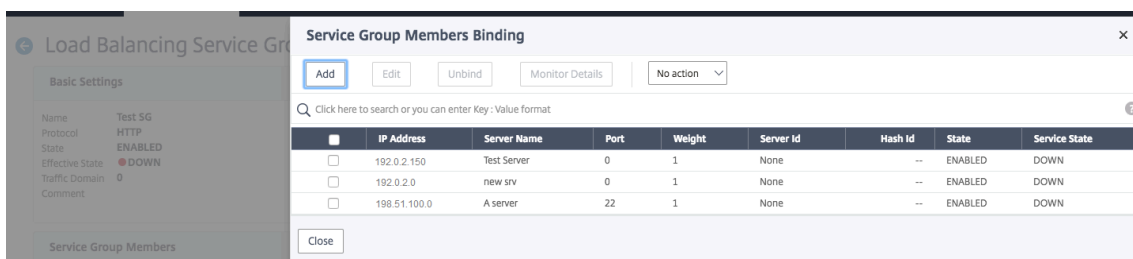 Load Balancing Service Gro
Basic Settings
Name Test SG
Protocol HTTP
State ENABLED
Effective State DOWN
Traffic Domain 0
Comment
Service Group Members
Service Group Members Binding ×
Add Edit Unbind Monitor Details No action
Click here to search or you can enter Key : Value format ?
IP Address Server Name Port Weight Server Id Hash Id State Service State
192.0.2.150 Test Server 0 1 None -- ENABLED DOWN
192.0.2.0 new srv 0 1 None -- ENABLED DOWN
198.51.100.0 A server 22 1 None -- ENABLED DOWN
Close